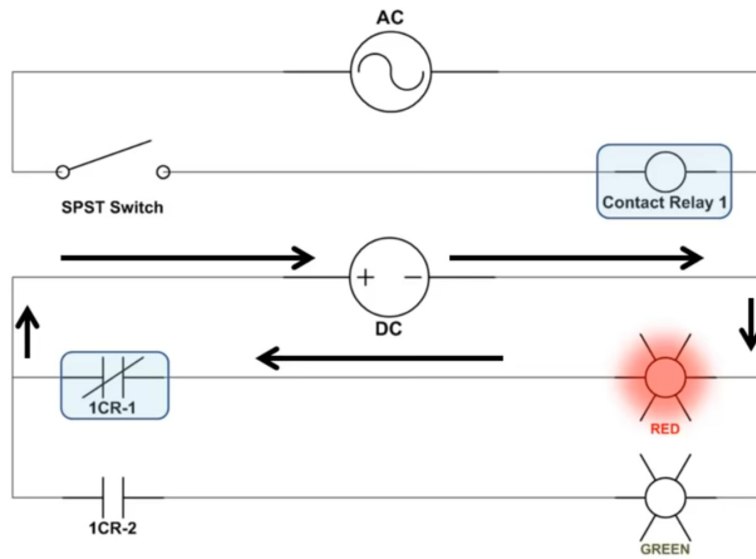 AC
SPST Switch
Contact Relay 1
+ −
DC
1CR-1
RED
1CR-2
GREEN